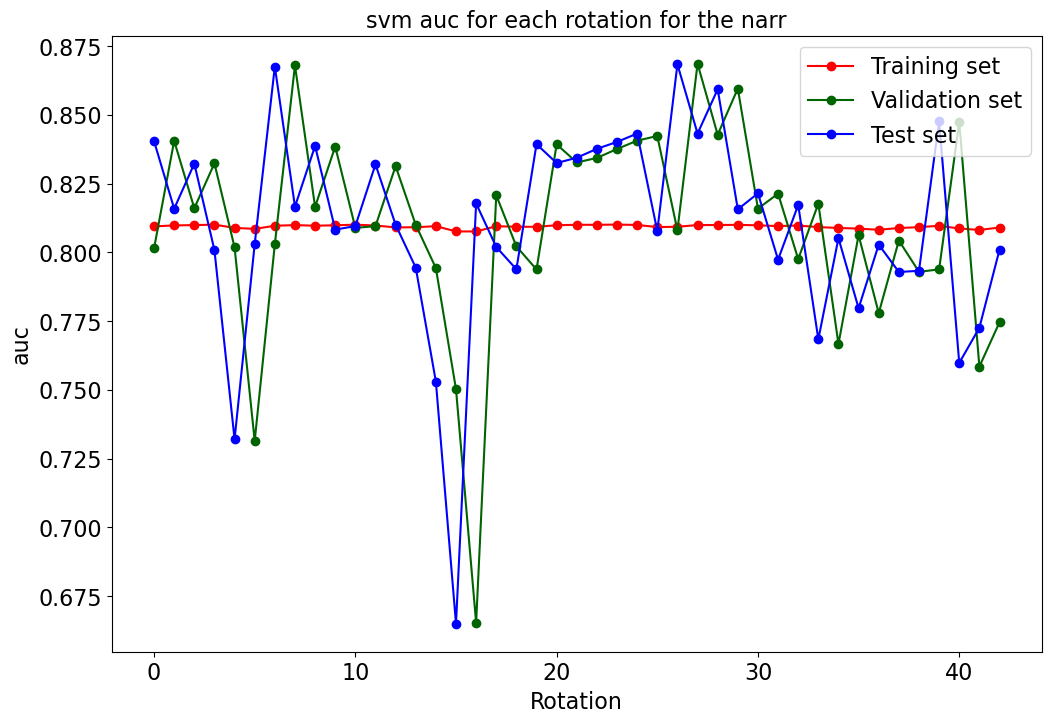 svm auc for each rotation for the narr
0.875
0.850
0.825
0.800
0.775
0.750
0.725
0.700
0.675
auc
Training set
Validation set
Test set
0 10 20 30 40
Rotation